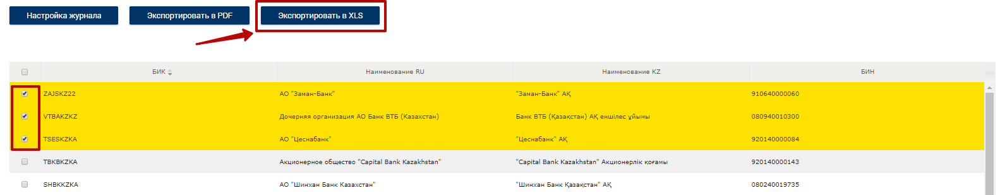 Настройка журнала Экспортировать в PDF Экспортировать в XLS
БИК Наименование RU Наименование KZ БИН
ZAJSKZ22 АО "Заман-Банк" "Заман-Банк" АҚ 910640000060
VTBAKZKZ Дочерняя организация АО Банк ВТБ (Казахстан) Банк ВТБ (Қазақстан) АҚ еншілес ұйымы 080940010300
TSESKZKA АО "Цеснабанк" "Цеснабанк" АҚ 920140000084
TBKBKZKA Акционерное общество "Capital Bank Kazakhstan" "Capital Bank Kazakhstan" Акционерлік қоғамы 920140000143
SHBKKZKA АО "Шинхан Банк Казахстан" "Шинхан Банк Қазақстан" АҚ 080240019735